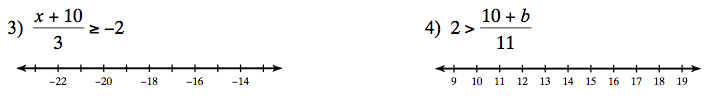 3) (x + 10)/3 ≥ –2
–22 –20 –18 –16 –14
4) 2 > (10 + b)/11
9 10 11 12 13 14 15 16 17 18 19